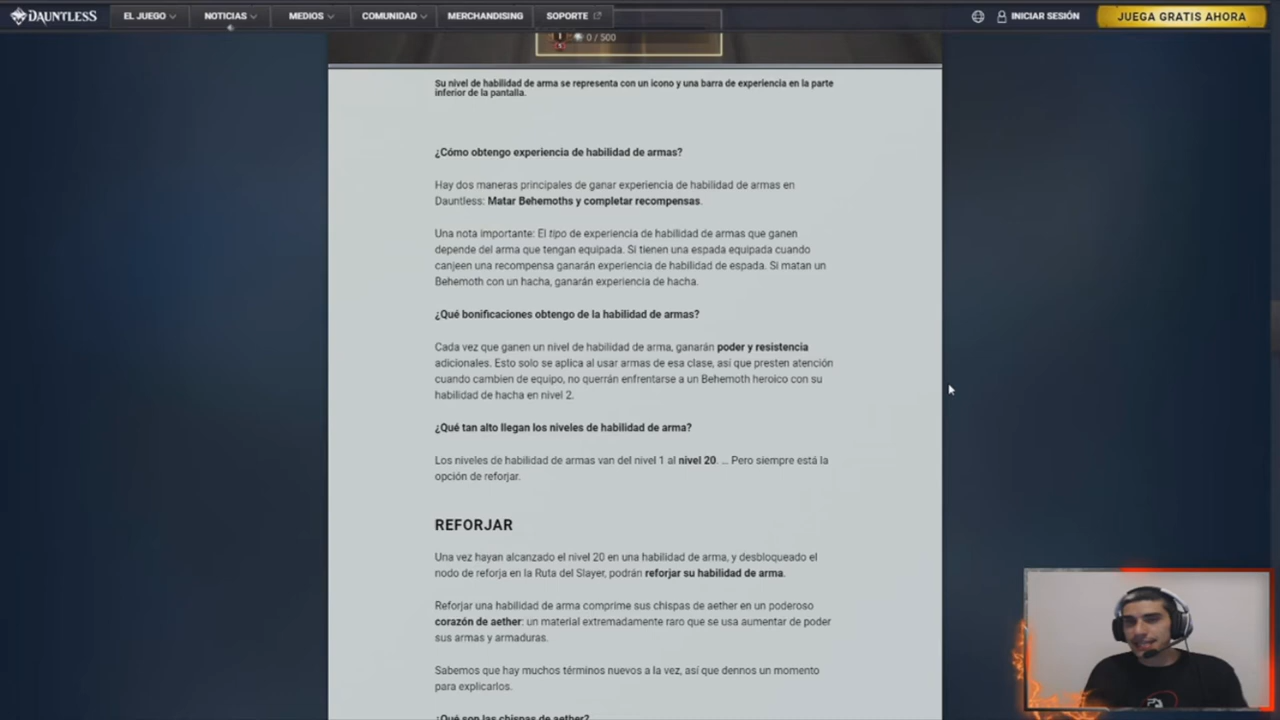 DAUNTLESS
EL JUEGO
NOTICIAS
MEDIOS
COMUNIDAD
MERCHANDISING
SOPORTE
INICIAR SESIÓN
JUEGA GRATIS AHORA
0 / 500
Su nivel de habilidad de arma se representa con un icono y una barra de experiencia en la parte
inferior de la pantalla.
¿Cómo obtengo experiencia de habilidad de armas?
Hay dos maneras principales de ganar experiencia de habilidad de armas en
Dauntless: Matar Behemoths y completar recompensas.
Una nota importante: El tipo de experiencia de habilidad de armas que ganen
depende del arma que tengan equipada. Si tienen una espada equipada cuando
canjeen una recompensa ganarán experiencia de habilidad de espada. Si matan un
Behemoth con un hacha, ganarán experiencia de hacha.
¿Qué bonificaciones obtengo de la habilidad de armas?
Cada vez que ganen un nivel de habilidad de arma, ganarán poder y resistencia
adicionales. Esto solo se aplica al usar armas de esa clase, así que presten atención
cuando cambien de equipo, no querrán enfrentarse a un Behemoth heroico con su
habilidad de hacha en nivel 2.
¿Qué tan alto llegan los niveles de habilidad de arma?
Los niveles de habilidad de armas van del nivel 1 al nivel 20. ... Pero siempre está la
opción de reforjar.
REFORJAR
Una vez hayan alcanzado el nivel 20 en una habilidad de arma, y desbloqueado el
nodo de reforja en la Ruta del Slayer, podrán reforjar su habilidad de arma.
Reforjar una habilidad de arma comprime sus chispas de aether en un poderoso
corazón de aether: un material extremadamente raro que se usa aumentar de poder
sus armas y armaduras.
Sabemos que hay muchos términos nuevos a la vez, así que dennos un momento
para explicarlos.
¿Qué son las chispas de aether?